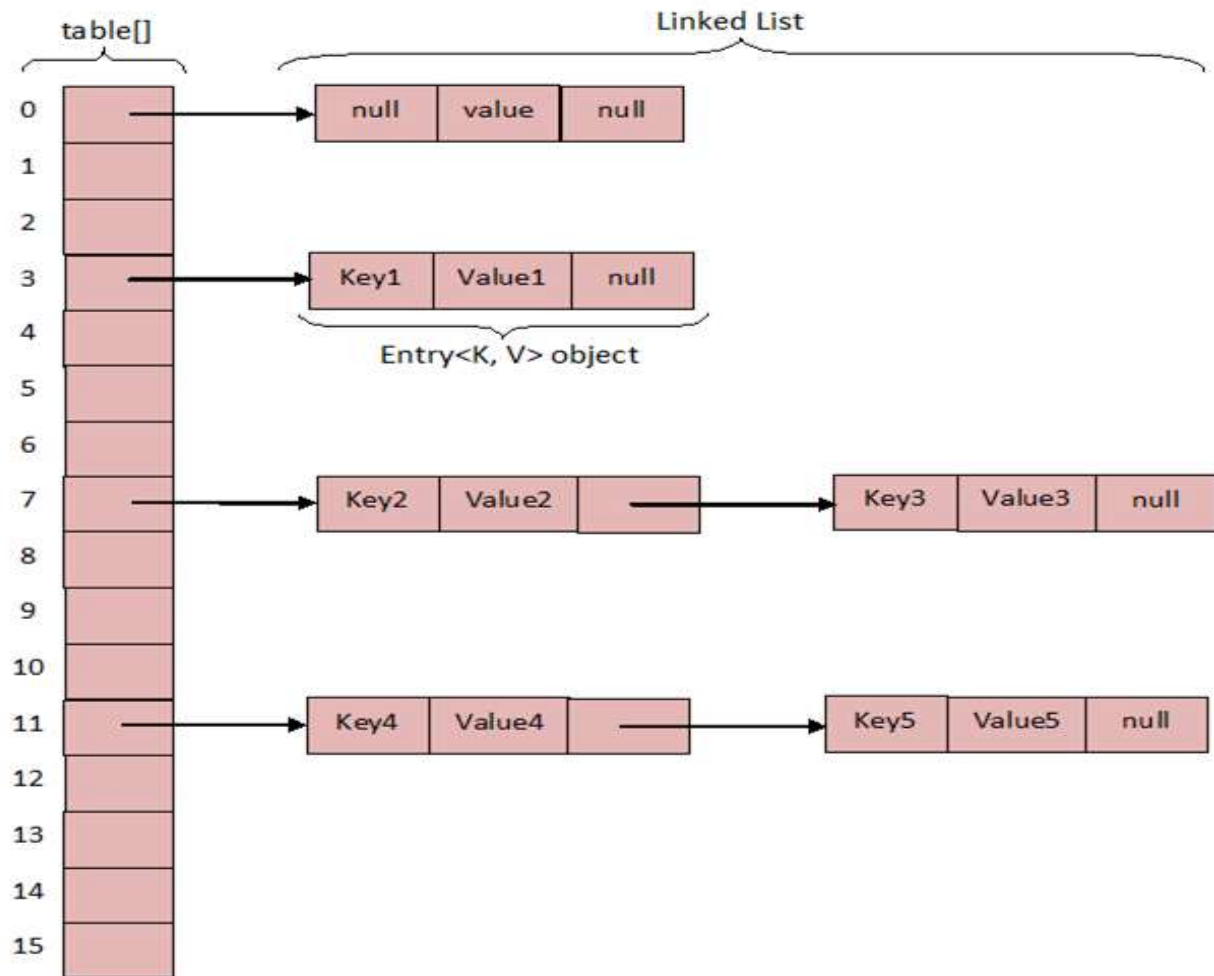 table[]
Linked List
0
null value null
1
2
3
Key1 Value1 null
4
Entry<K, V> object
5
6
7
Key2 Value2
Key3 Value3 null
8
9
10
11
Key4 Value4
Key5 Value5 null
12
13
14
15